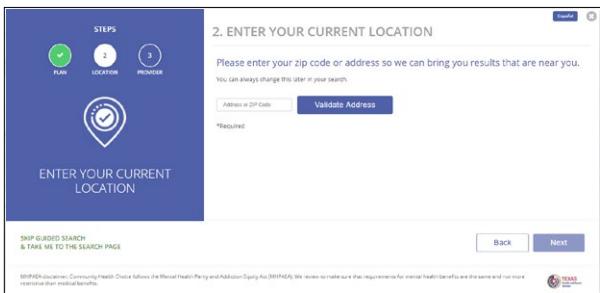 Español
STEPS
2
3
PLAN
LOCATION
PROVIDER
ENTER YOUR CURRENT
LOCATION
2. ENTER YOUR CURRENT LOCATION
Please enter your zip code or address so we can bring you results that are near you.
You can always change this later in your search.
Address or ZIP Code
Validate Address
*Required
SKIP GUIDED SEARCH
& TAKE ME TO THE SEARCH PAGE
Back
Next
MHPAEA disclaimer: Community Health Choice follows the Mental Health Parity and Addiction Equity Act (MHPAEA). We review to make sure that requirements for mental health benefits are the same and not more
restrictive than medical benefits.
TEXAS